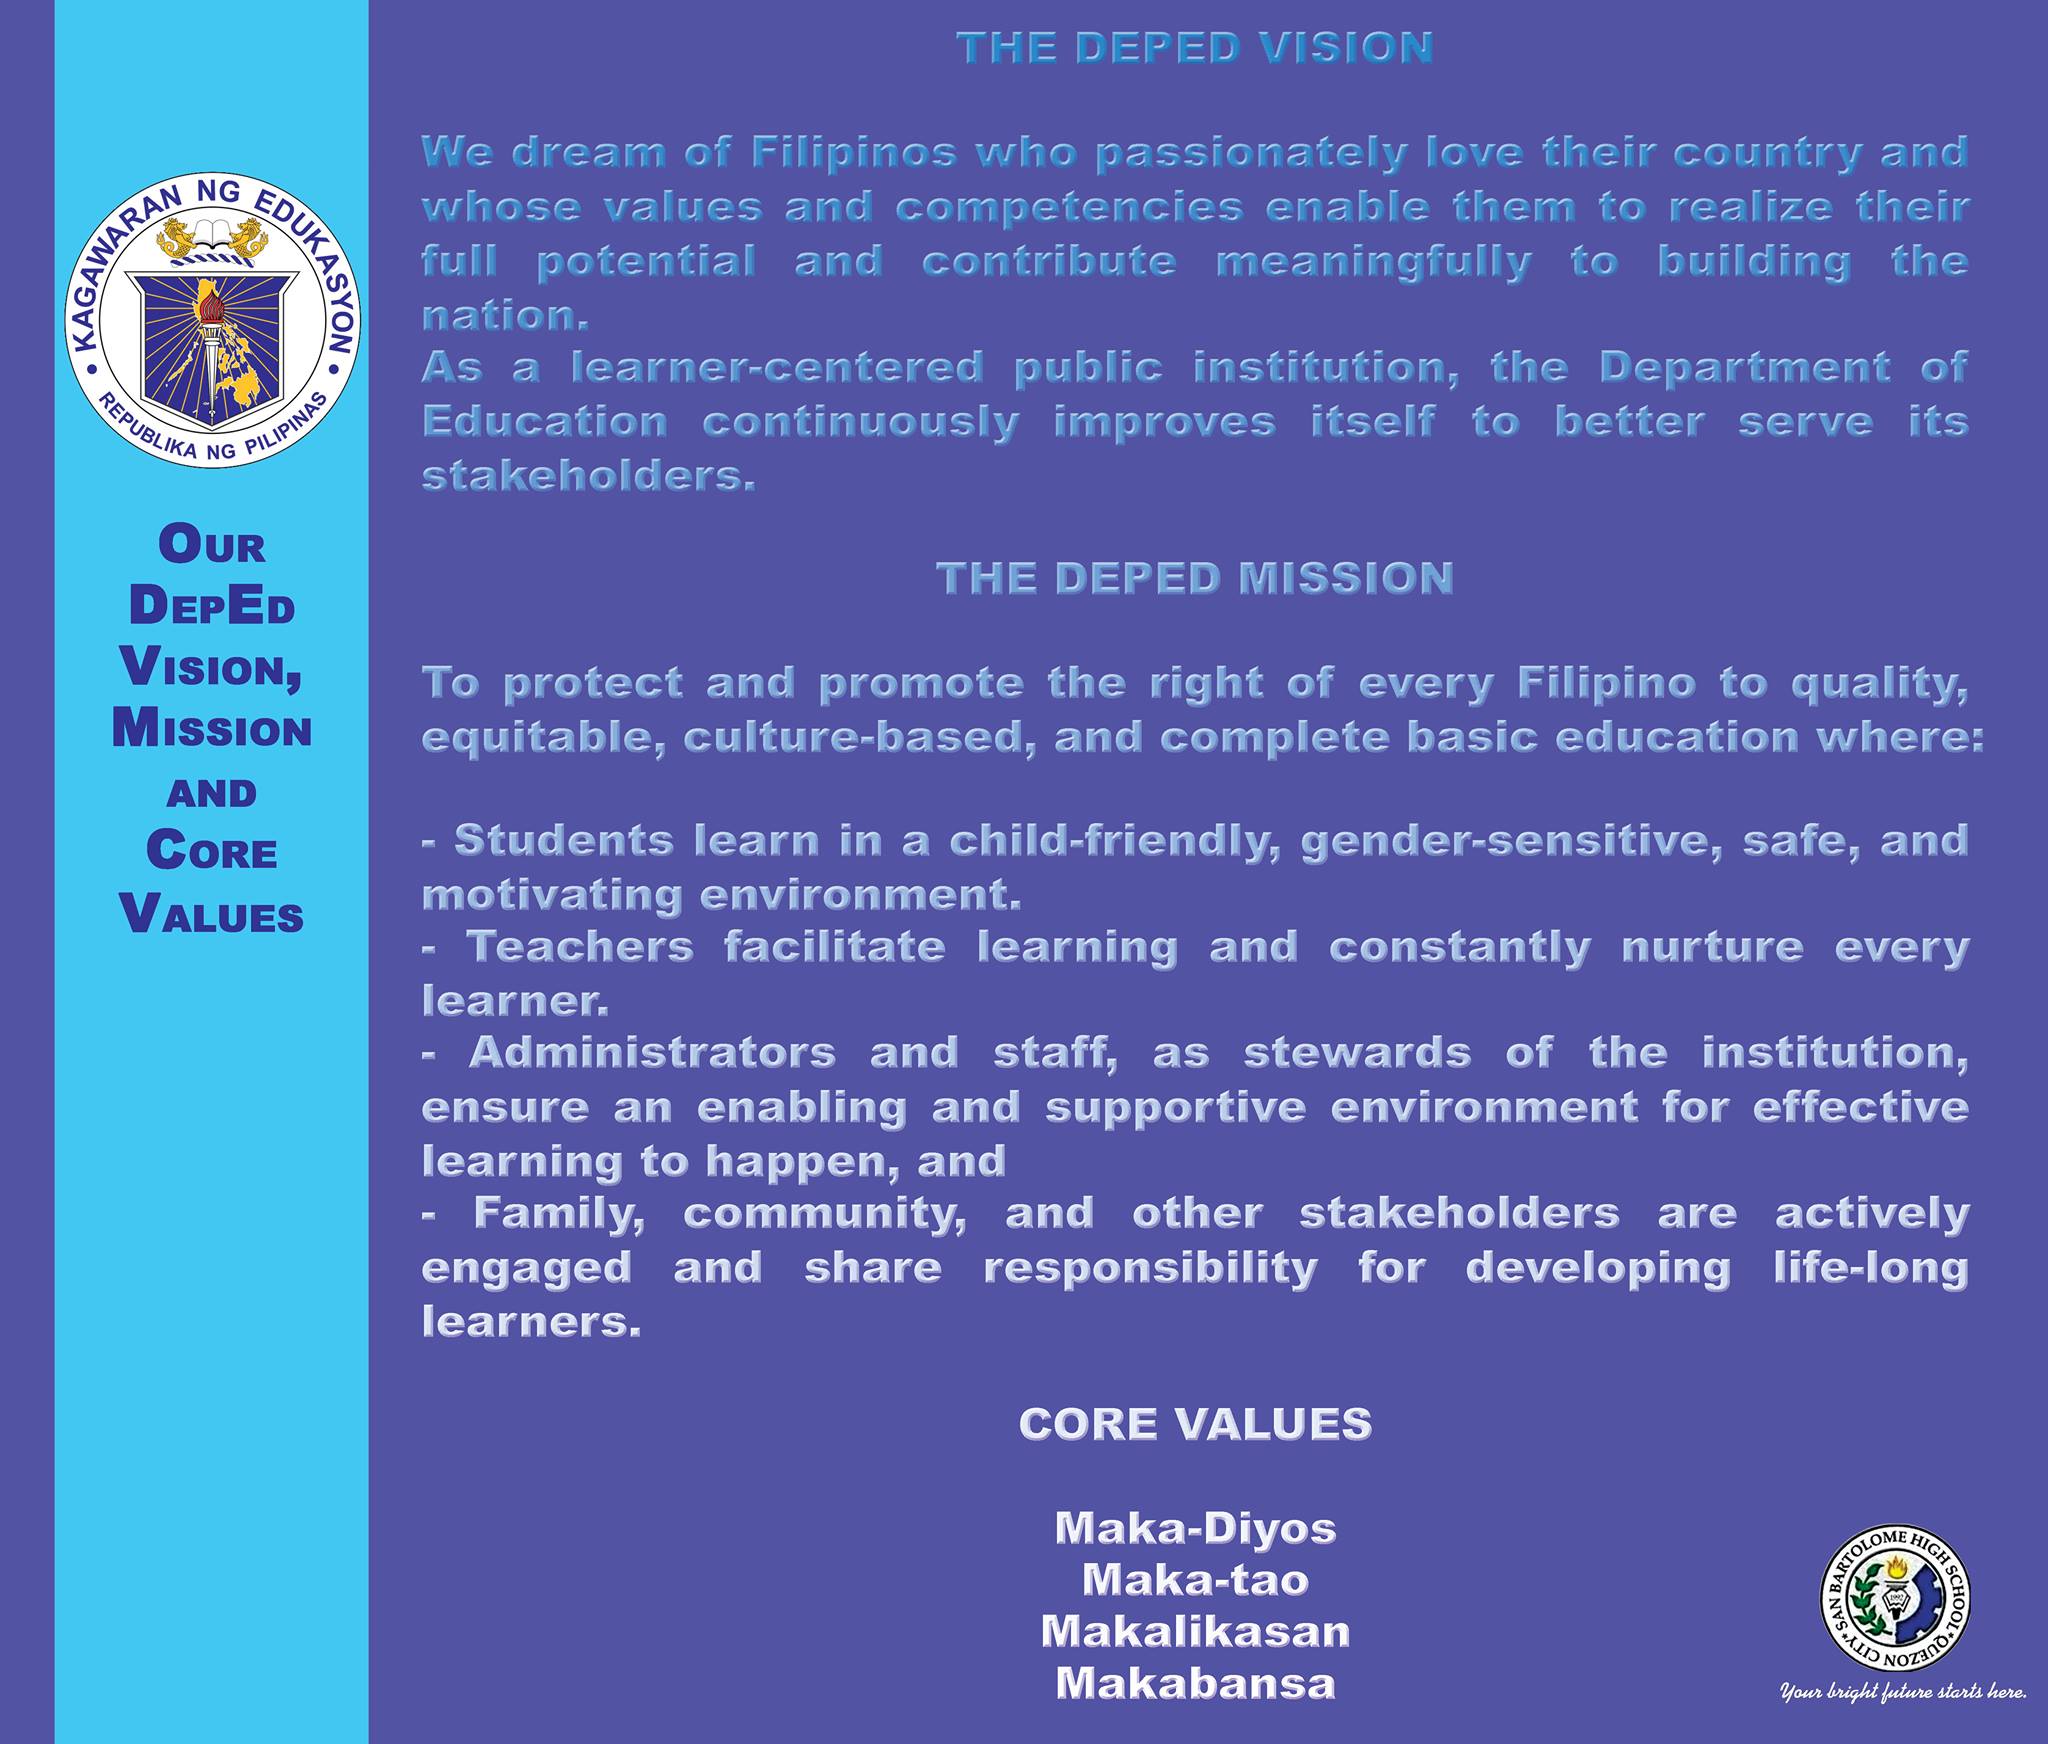 KAGAWARAN NG EDUKASYON
REPUBLIKA NG PILIPINAS
OUR
DEPED
VISION,
MISSION
AND
CORE
VALUES
THE DEPED VISION
We dream of Filipinos who passionately love their country and
whose values and competencies enable them to realize their
full potential and contribute meaningfully to building the
nation.
As a learner-centered public institution, the Department of
Education continuously improves itself to better serve its
stakeholders.
THE DEPED MISSION
To protect and promote the right of every Filipino to quality,
equitable, culture-based, and complete basic education where:
- Students learn in a child-friendly, gender-sensitive, safe, and
motivating environment.
- Teachers facilitate learning and constantly nurture every
learner.
- Administrators and staff, as stewards of the institution,
ensure an enabling and supportive environment for effective
learning to happen, and
- Family, community, and other stakeholders are actively
engaged and share responsibility for developing life-long
learners.
CORE VALUES
Maka-Diyos
Maka-tao
Makalikasan
Makabansa
SAN BARTOLOME HIGH SCHOOL
QUEZON CITY
1992
Your bright future starts here.